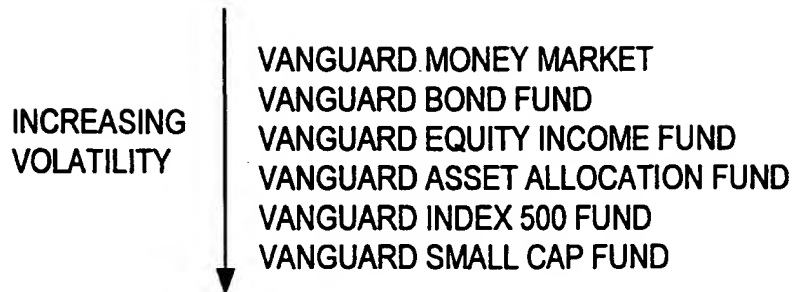 INCREASING
VOLATILITY
VANGUARD MONEY MARKET
VANGUARD BOND FUND
VANGUARD EQUITY INCOME FUND
VANGUARD ASSET ALLOCATION FUND
VANGUARD INDEX 500 FUND
VANGUARD SMALL CAP FUND